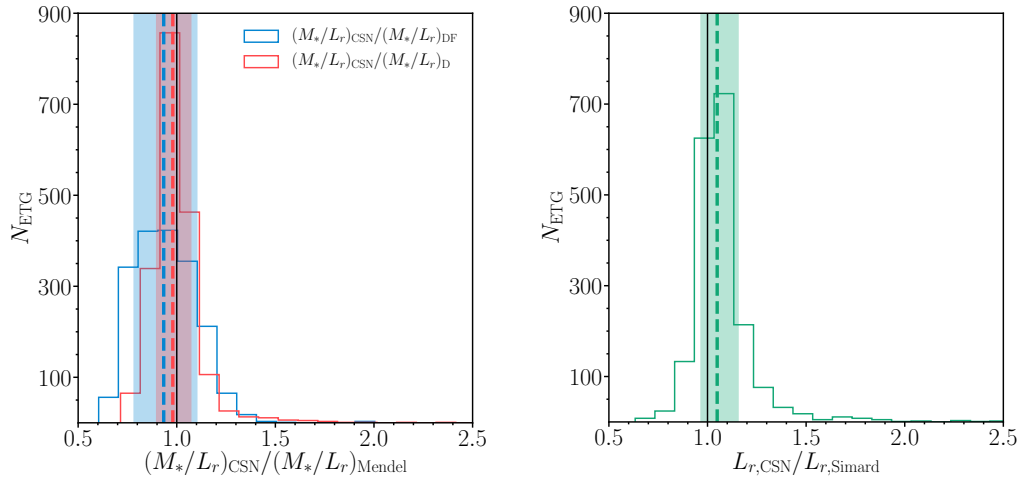 900
700
500
300
100
N_ETG
(M_*/L_r)_CSN/(M_*/L_r)_DF
(M_*/L_r)_CSN/(M_*/L_r)_D
0.5 1.0 1.5 2.0 2.5
(M_*/L_r)_CSN/(M_*/L_r)_Mendel
900
700
500
300
100
N_ETG
0.5 1.0 1.5 2.0 2.5
L_r,CSN/L_r,Simard